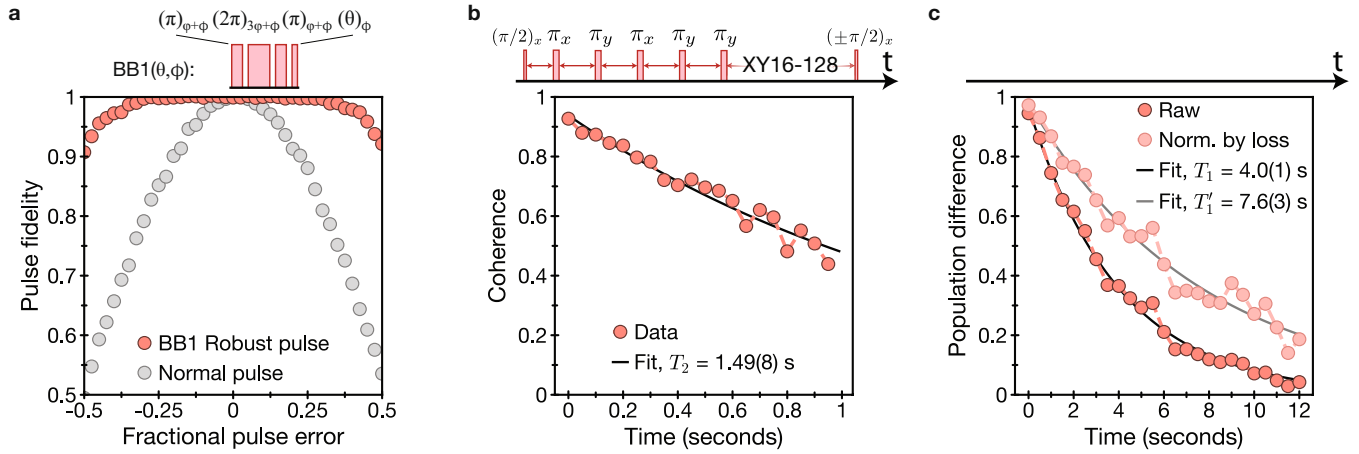 a
(π)φ+ϕ (2π)3φ+ϕ (π)φ+ϕ (θ)ϕ
BB1(θ,ϕ):
Pulse fidelity
1
0.9
0.8
0.7
0.6
0.5
BB1 Robust pulse
Normal pulse
-0.5 -0.25 0 0.25 0.5
Fractional pulse error
b
(π/2)x πx πy πx πy πy XY16-128 (±π/2)x t
Coherence
1
0.8
0.6
0.4
0.2
0
Data
Fit, T2 = 1.49(8) s
0 0.2 0.4 0.6 0.8 1
Time (seconds)
c
t
Population difference
1
0.8
0.6
0.4
0.2
0
Raw
Norm. by loss
Fit, T1 = 4.0(1) s
Fit, T1′ = 7.6(3) s
0 2 4 6 8 10 12
Time (seconds)